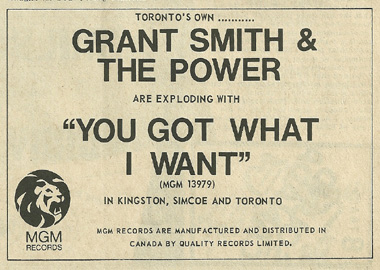 TORONTO'S OWN ...........
GRANT SMITH &
THE POWER
ARE EXPLODING WITH
“YOU GOT WHAT
I WANT”
(MGM 13979)
IN KINGSTON, SIMCOE AND TORONTO
MGM
RECORDS
MGM RECORDS ARE MANUFACTURED AND DISTRIBUTED IN
CANADA BY QUALITY RECORDS LIMITED.